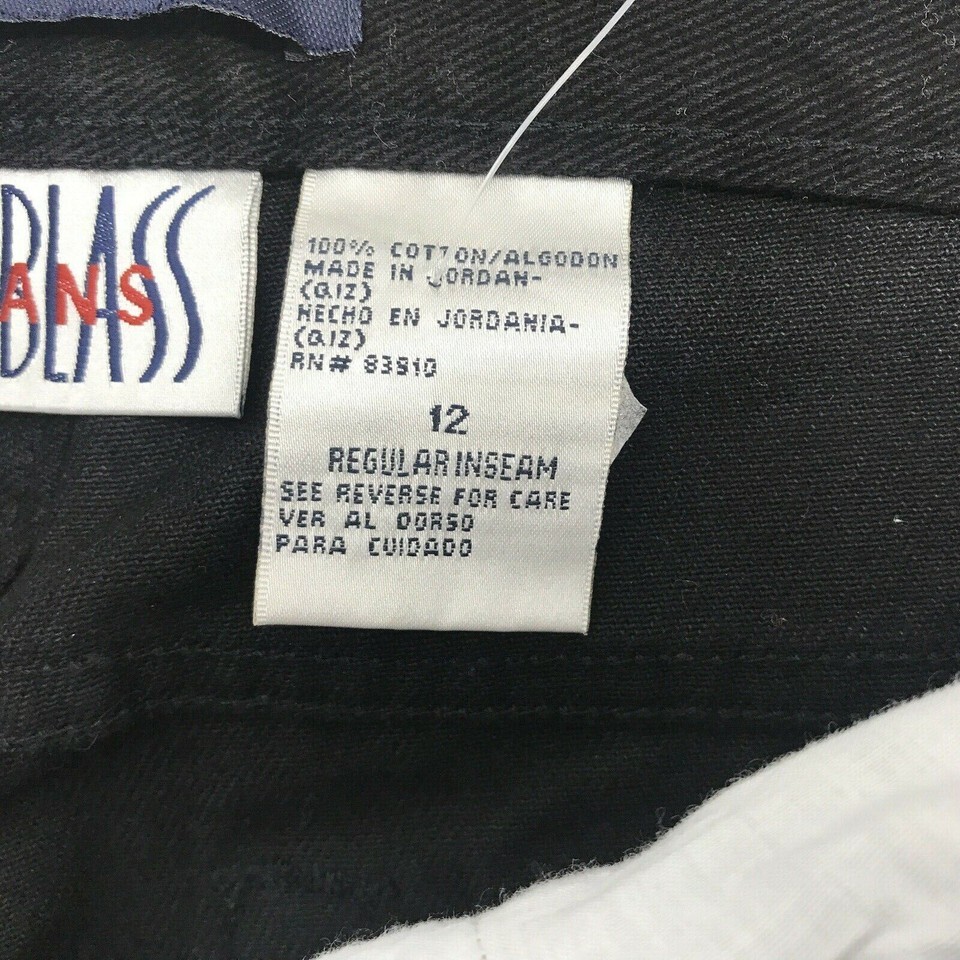 BLASS
ANS
100% COTTON/ALGODON
MADE IN JORDAN-
(QIZ)
HECHO EN JORDANIA-
(QIZ)
RN# 83910
12
REGULAR INSEAM
SEE REVERSE FOR CARE
VER AL DORSO
PARA CUIDADO